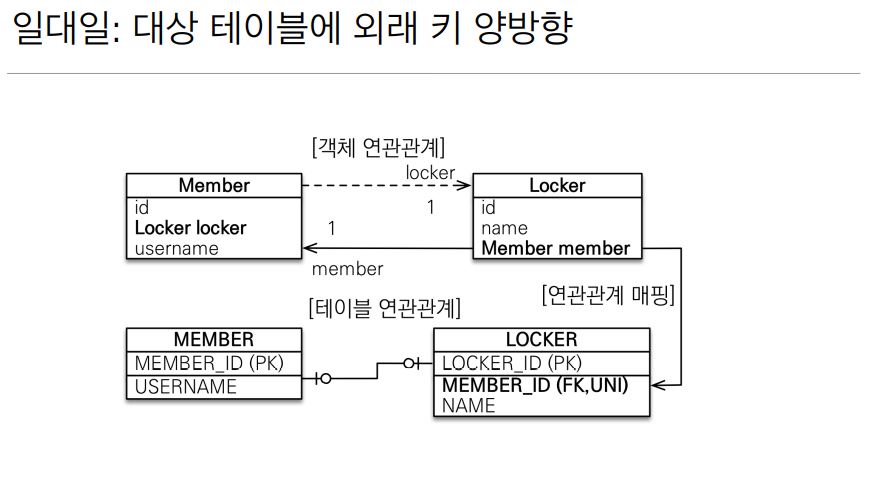 일대일: 대상 테이블에 외래 키 양방향
[객체 연관관계]
locker
Member
id
Locker locker
username
1
1
member
Locker
id
name
Member member
[연관관계 매핑]
[테이블 연관관계]
MEMBER
MEMBER_ID (PK)
USERNAME
LOCKER
LOCKER_ID (PK)
MEMBER_ID (FK,UNI)
NAME